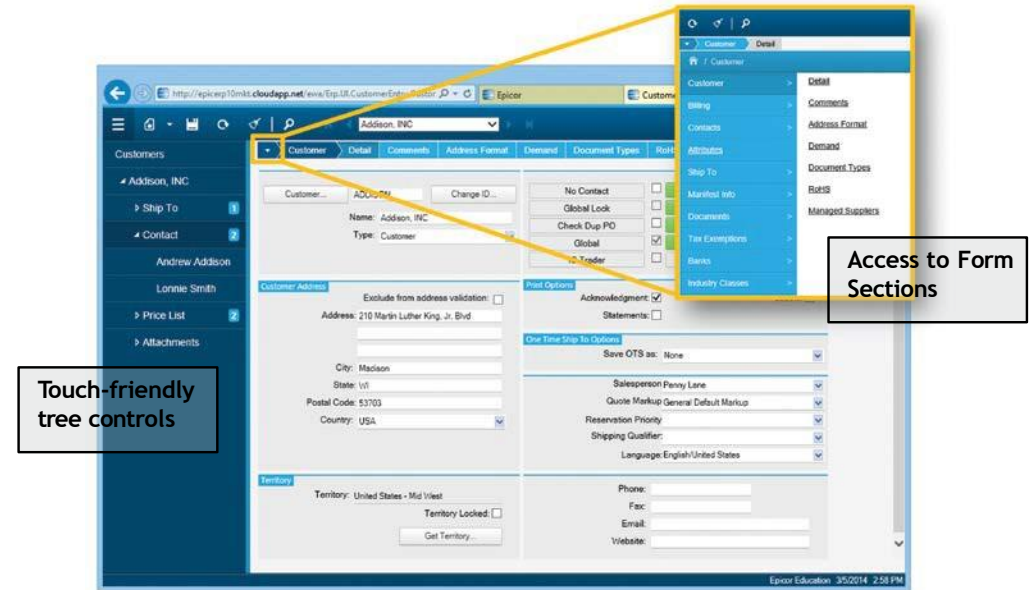 Customer
Detail
/ Customer
http://epicerp10mkt.cloudapp.net/ewa/Erp.UI.CustomerEntry
Epicor
Addison, INC
Customers
Addison, INC
Ship To 1
Contact 2
Andrew Addison
Lonnie Smith
Price List 2
Attachments
Customer Detail Comments Address Format Demand Document Types
Customer...
ADDISON
Change ID...
Name: Addison, INC
Type: Customer
No Contact
Global Lock
Check Dup PO
Global
Customer >
Billing >
Contacts >
Attributes
Ship To >
Manifest Info >
Documents >
Tax Exemptions >
Banks >
Industry Classes >
Detail
Comments
Address Format
Demand
Document Types
RoHS
Managed Suppliers
Access to Form
Sections
Customer Address
Exclude from address validation:
Address: 210 Martin Luther King, Jr. Blvd
City: Madison
State: WI
Postal Code: 53703
Country: USA
Print Options
Acknowledgment:
Statements:
One Time Ship To Options
Save OTS as: None
Salesperson Penny Lane
Quote Markup General Default Markup
Reservation Priority
Shipping Qualifier:
Language: English/United States
Touch-friendly
tree controls
Territory
Territory: United States - Mid West
Territory Locked:
Get Territory...
Phone:
Fax:
Email:
Website:
Epicor Education 3/5/2014 2:58 PM